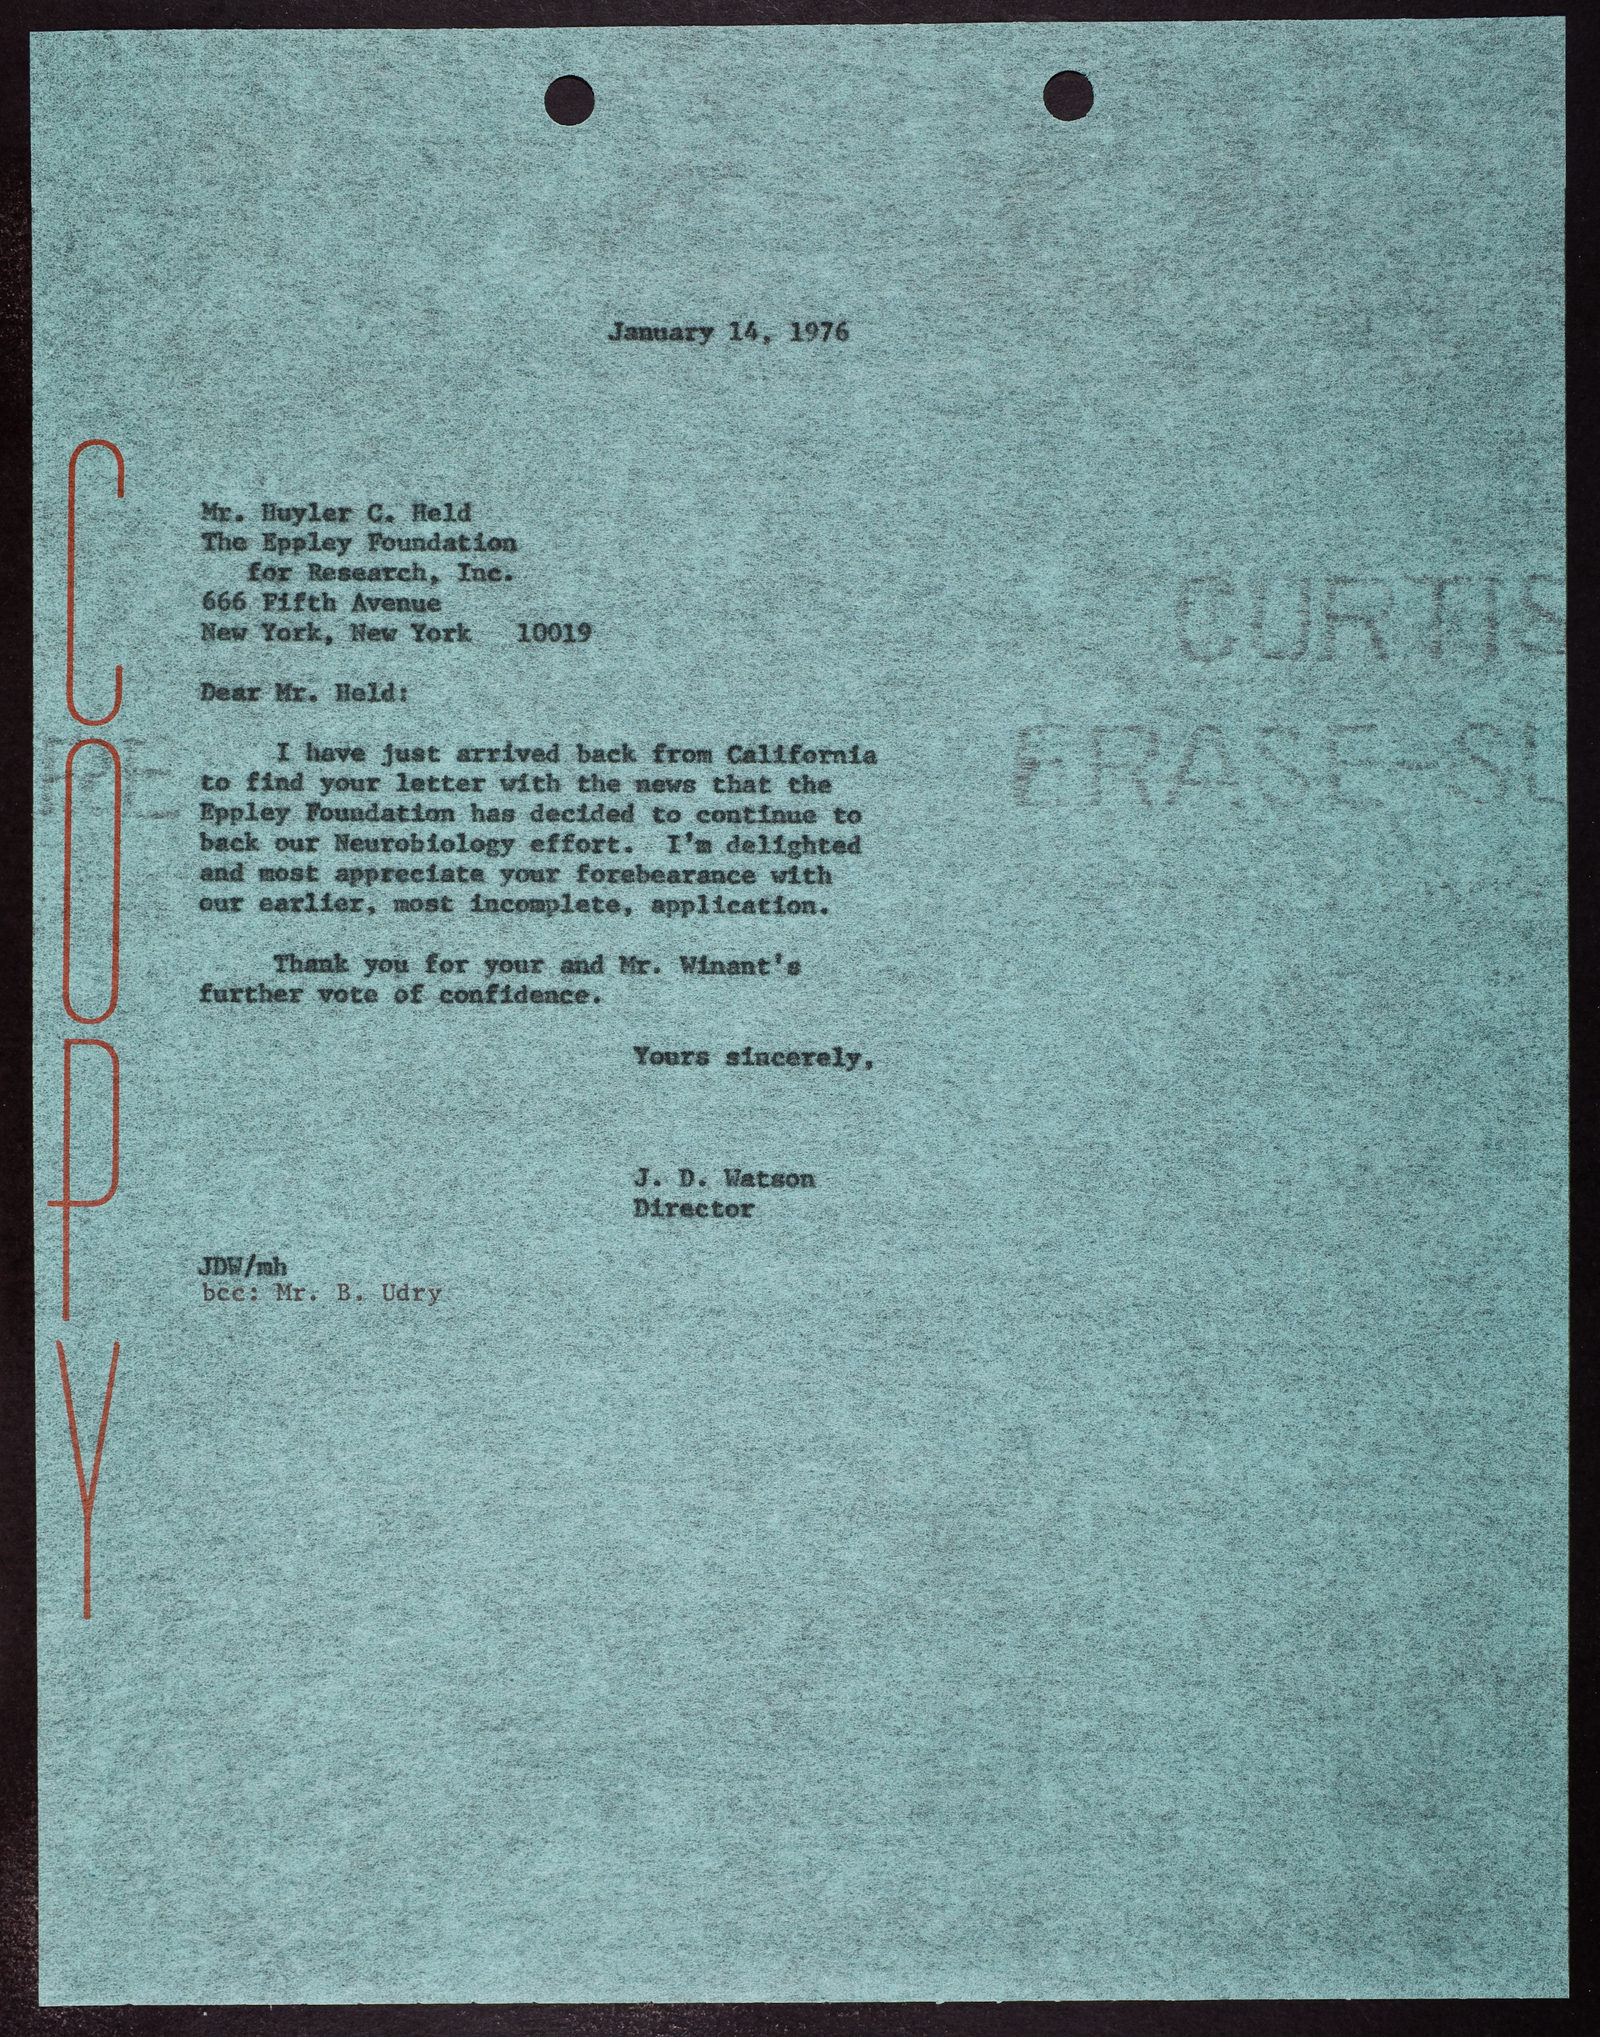 January 14, 1976
COPY
Mr. Huyler C. Held
The Eppley Foundation
for Research, Inc.
666 Fifth Avenue
New York, New York 10019
CURTIS
ERASE-
Dear Mr. Held:
I have just arrived back from California
to find your letter with the news that the
Eppley Foundation has decided to continue to
back our Neurobiology effort. I'm delighted
and most appreciate your forebearance with
our earlier, most incomplete, application.
Thank you for your and Mr. Winant's
further vote of confidence.
Yours sincerely,
J. D. Watson
Director
JDW/mh
bcc: Mr. B. Udry